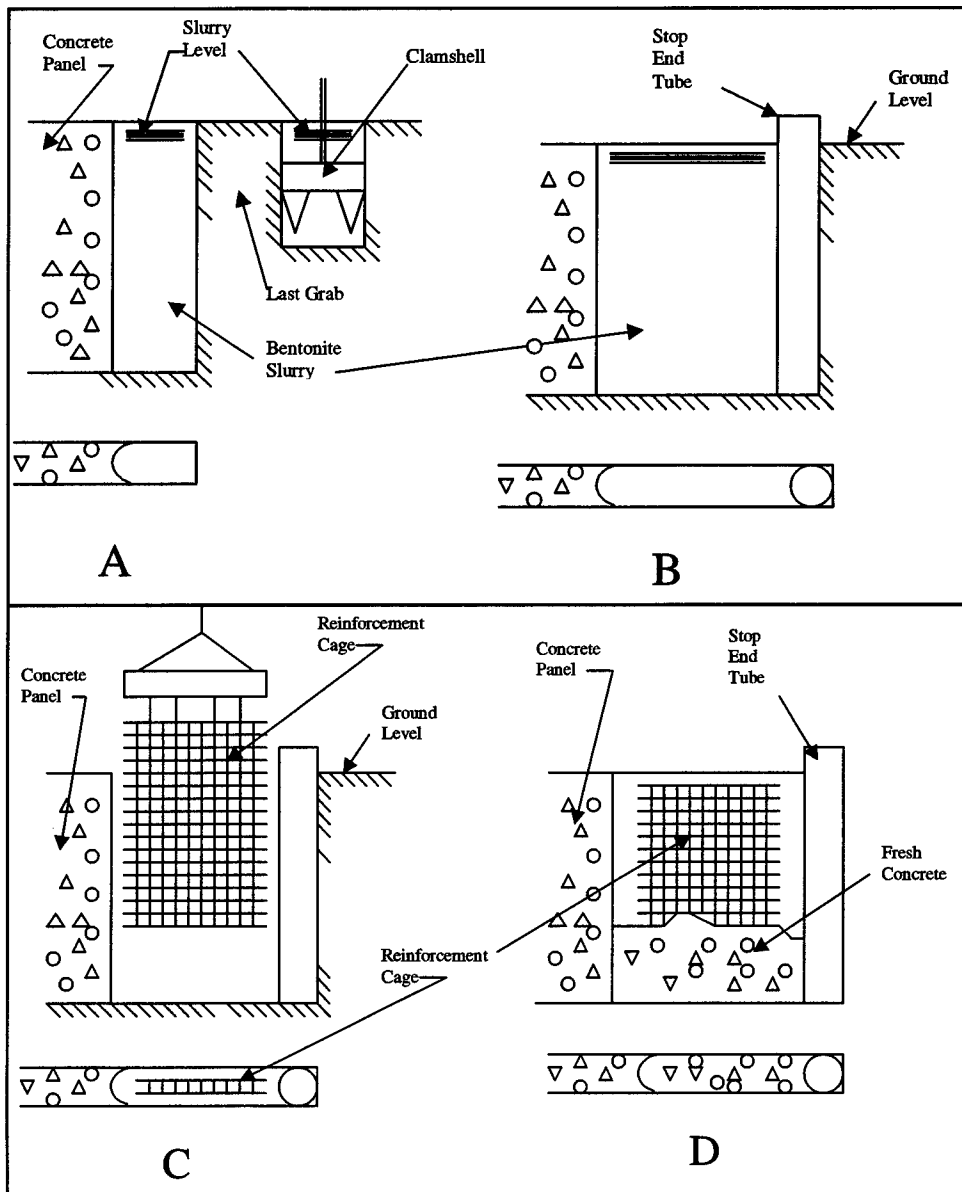 Concrete
Panel
Slurry
Level
Clamshell
Last Grab
Bentonite
Slurry
A
Stop
End
Tube
Ground
Level
B
Reinforcement
Cage
Concrete
Panel
Ground
Level
Reinforcement
Cage
C
Concrete
Panel
Stop
End
Tube
Fresh
Concrete
D